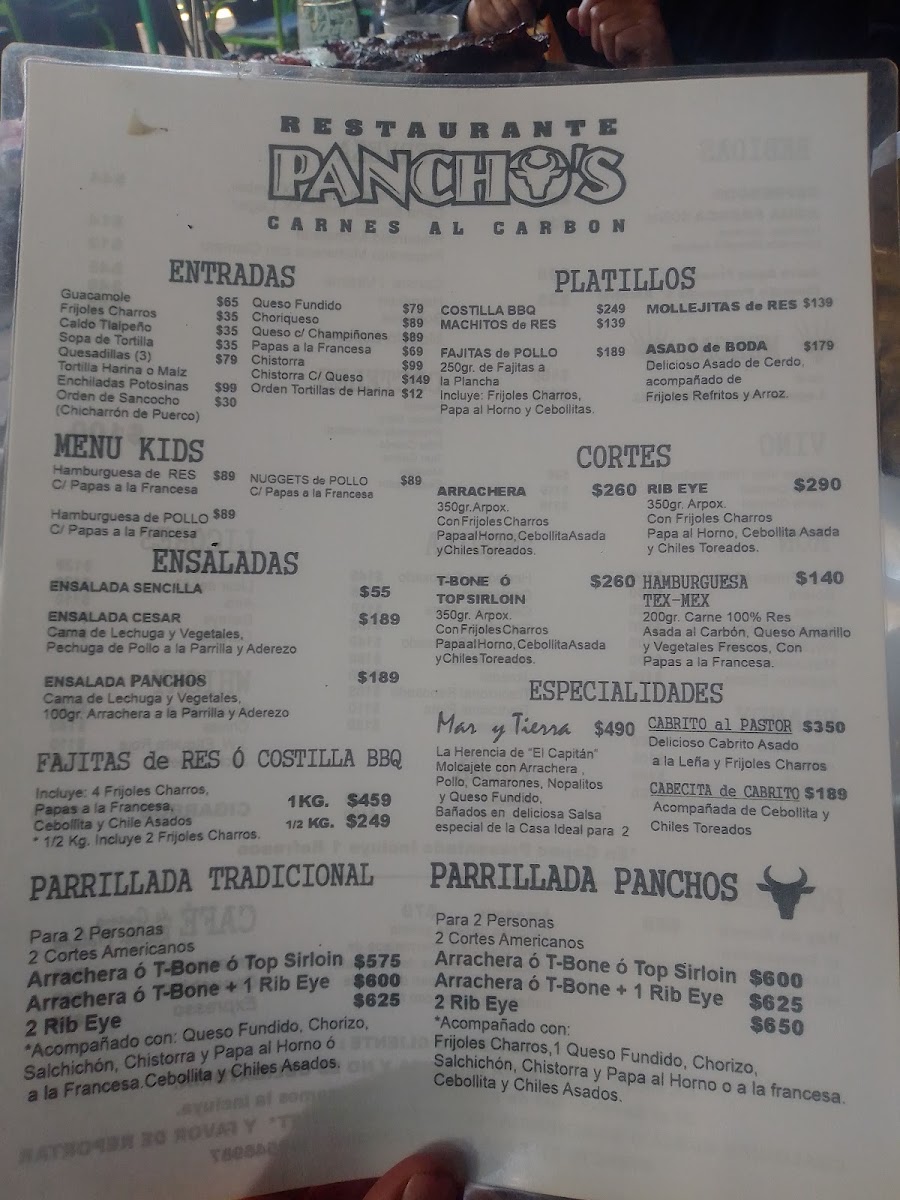 RESTAURANTE
PANCHO'S
CARNES AL CARBON
ENTRADAS
Guacamole $65
Frijoles Charros $35
Caldo Tlalpeño $35
Sopa de Tortilla $35
Quesadillas (3) $79
Tortilla Harina o Maiz
Enchiladas Potosinas $99
Orden de Sancocho $30
(Chicharrón de Puerco)
Queso Fundido $79
Choriqueso $89
Queso c/ Champiñones $89
Papas a la Francesa $69
Chistorra $99
Chistorra C/ Queso $149
Orden Tortillas de Harina $12
MENU KIDS
Hamburguesa de RES $89
C/ Papas a la Francesa
NUGGETS de POLLO $89
C/ Papas a la Francesa
Hamburguesa de POLLO $89
C/ Papas a la Francesa
ENSALADAS
ENSALADA SENCILLA $55
ENSALADA CESAR $189
Cama de Lechuga y Vegetales,
Pechuga de Pollo a la Parrilla y Aderezo
ENSALADA PANCHOS $189
Cama de Lechuga y Vegetales,
100gr. Arrachera a la Parrilla y Aderezo
FAJITAS de RES Ó COSTILLA BBQ
Incluye: 4 Frijoles Charros,
Papas a la Francesa,
Cebollita y Chile Asados
* 1/2 Kg. Incluye 2 Frijoles Charros.
1KG. $459
1/2 KG. $249
PLATILLOS
COSTILLA BBQ $249
MACHITOS de RES $139
MOLLEJITAS de RES $139
FAJITAS de POLLO $189
250gr. de Fajitas a
la Plancha
Incluye: Frijoles Charros,
Papa al Horno y Cebollitas.
ASADO de BODA $179
Delicioso Asado de Cerdo,
acompañado de
Frijoles Refritos y Arroz.
CORTES
ARRACHERA $260
350gr. Arpox.
Con Frijoles Charros
Papa al Horno, Cebollita Asada
y Chiles Toreados.
RIB EYE $290
350gr. Arpox.
Con Frijoles Charros
Papa al Horno, Cebollita Asada
y Chiles Toreados.
T-BONE Ó $260
TOP SIRLOIN
350gr. Arpox.
Con Frijoles Charros
Papa al Horno, Cebollita Asada
y Chiles Toreados.
HAMBURGUESA $140
TEX-MEX
200gr. Carne 100% Res
Asada al Carbón, Queso Amarillo
y Vegetales Frescos, Con
Papas a la Francesa.
ESPECIALIDADES
Mar y Tierra $490
La Herencia de "El Capitán"
Molcajete con Arrachera ,
Pollo, Camarones, Nopalitos
y Queso Fundido,
Bañados en deliciosa Salsa
especial de la Casa Ideal para 2
CABRITO al PASTOR $350
Delicioso Cabrito Asado
a la Leña y Frijoles Charros
CABECITA de CABRITO $189
Acompañada de Cebollita y
Chiles Toreados
PARRILLADA TRADICIONAL
Para 2 Personas
2 Cortes Americanos
Arrachera ó T-Bone ó Top Sirloin $575
Arrachera ó T-Bone + 1 Rib Eye $600
2 Rib Eye $625
*Acompañado con: Queso Fundido, Chorizo,
Salchichón, Chistorra y Papa al Horno ó
a la Francesa.Cebollita y Chiles Asados.
PARRILLADA PANCHOS
Para 2 Personas
2 Cortes Americanos
Arrachera ó T-Bone ó Top Sirloin $600
Arrachera ó T-Bone + 1 Rib Eye $625
2 Rib Eye $650
*Acompañado con:
Frijoles Charros,1 Queso Fundido, Chorizo,
Salchichón, Chistorra y Papa al Horno o a la francesa.
Cebollita y Chiles Asados.